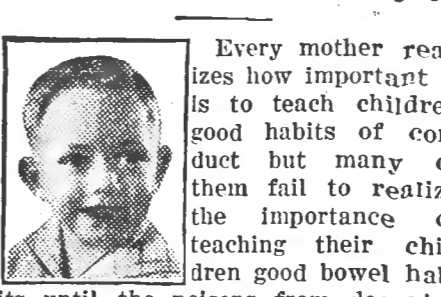 Every mother rea
izes how important
is to teach childre
good habits of con
duct but many
them fail to realiz
the importance
teaching their chi
dren good bowel hal
its until the poisons from